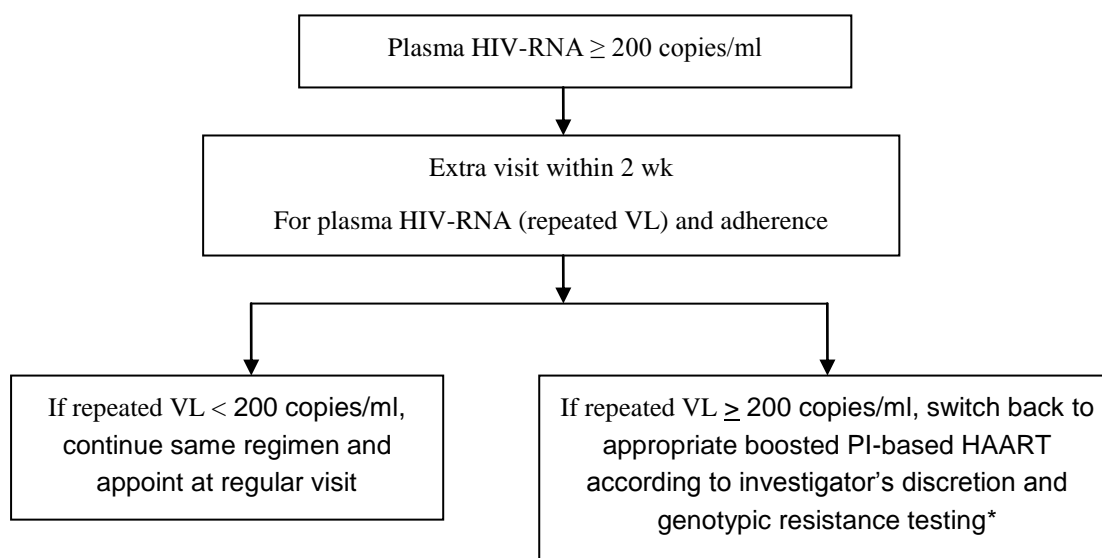 Plasma HIV-RNA ≥ 200 copies/ml
Extra visit within 2 wk
For plasma HIV-RNA (repeated VL) and adherence
If repeated VL < 200 copies/ml,
continue same regimen and
appoint at regular visit
If repeated VL ≥ 200 copies/ml, switch back to
appropriate boosted PI-based HAART
according to investigator’s discretion and
genotypic resistance testing*